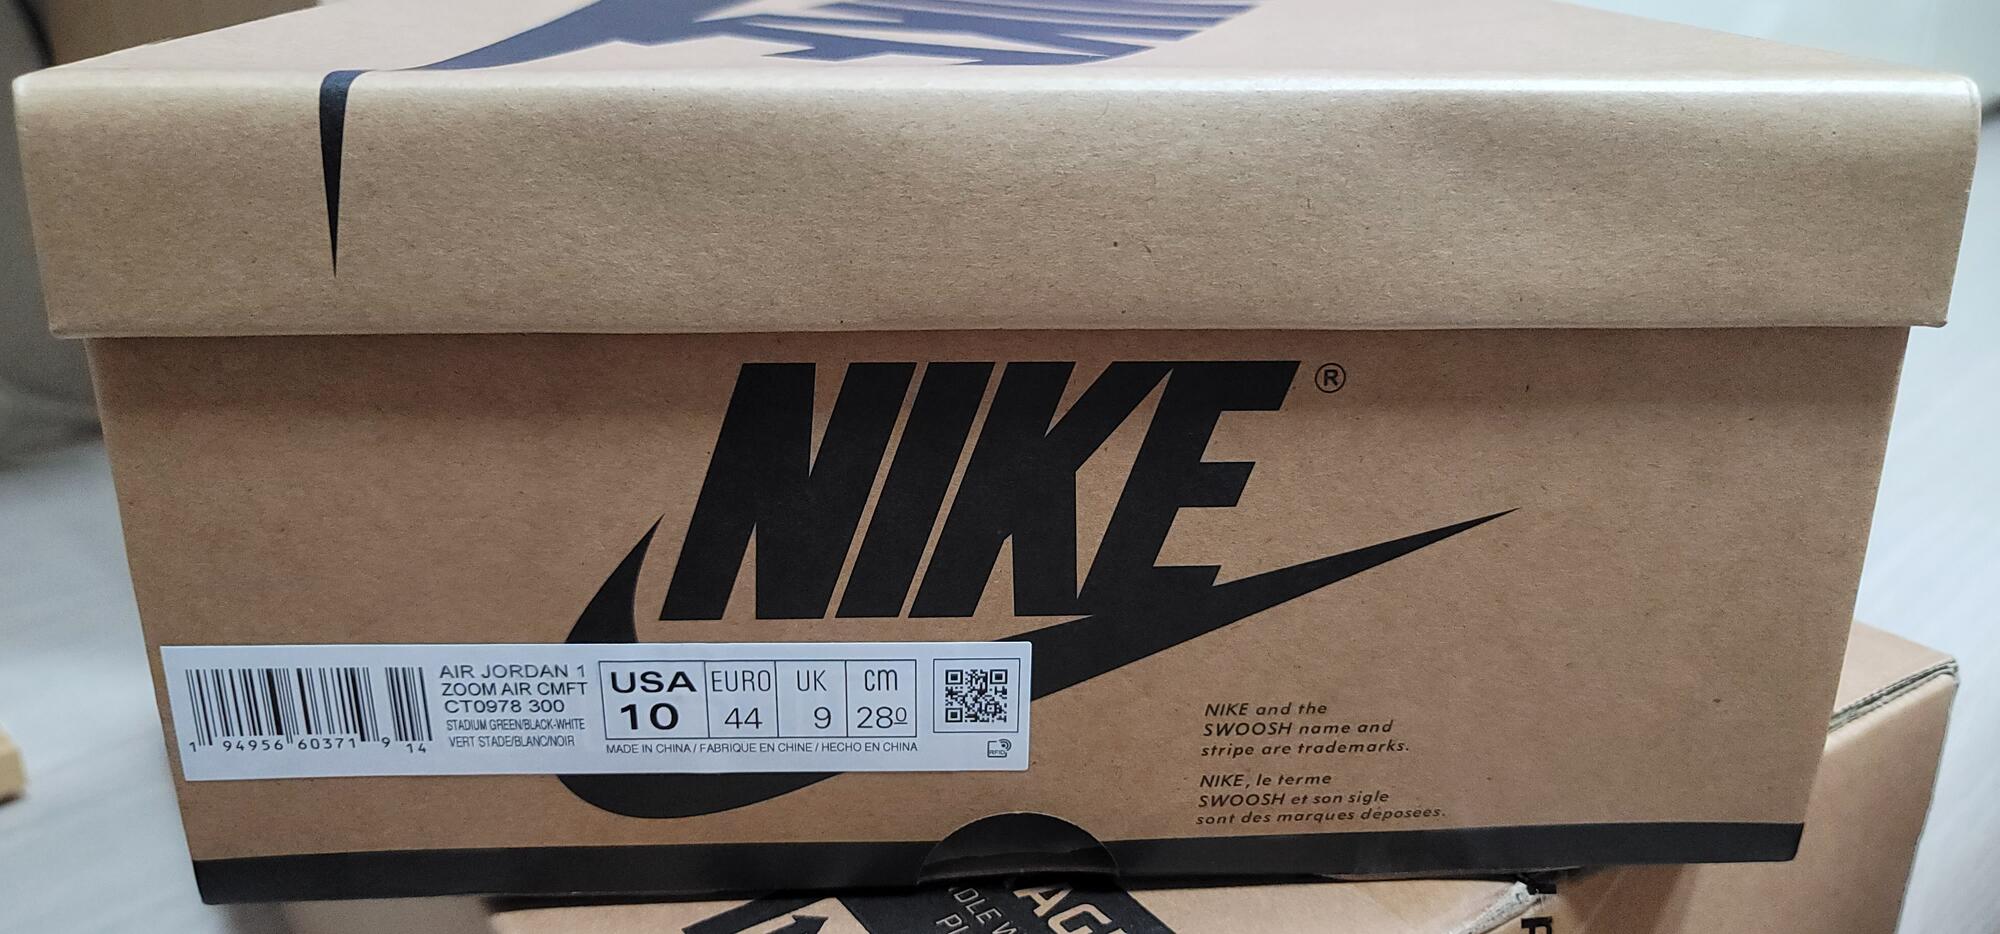 NIKE®
AIR JORDAN 1
ZOOM AIR CMFT
CT0978 300
STADIUM GREEN/BLACK-WHITE
VERT STADE/BLANC/NOIR
1 94956 60371 9 14
USA EURO UK cm
10 44 9 280
MADE IN CHINA / FABRIQUE EN CHINE / HECHO EN CHINA
RFID
NIKE and the
SWOOSH name and
stripe are trademarks.
NIKE, le terme
SWOOSH et son sigle
sont des marques déposées.